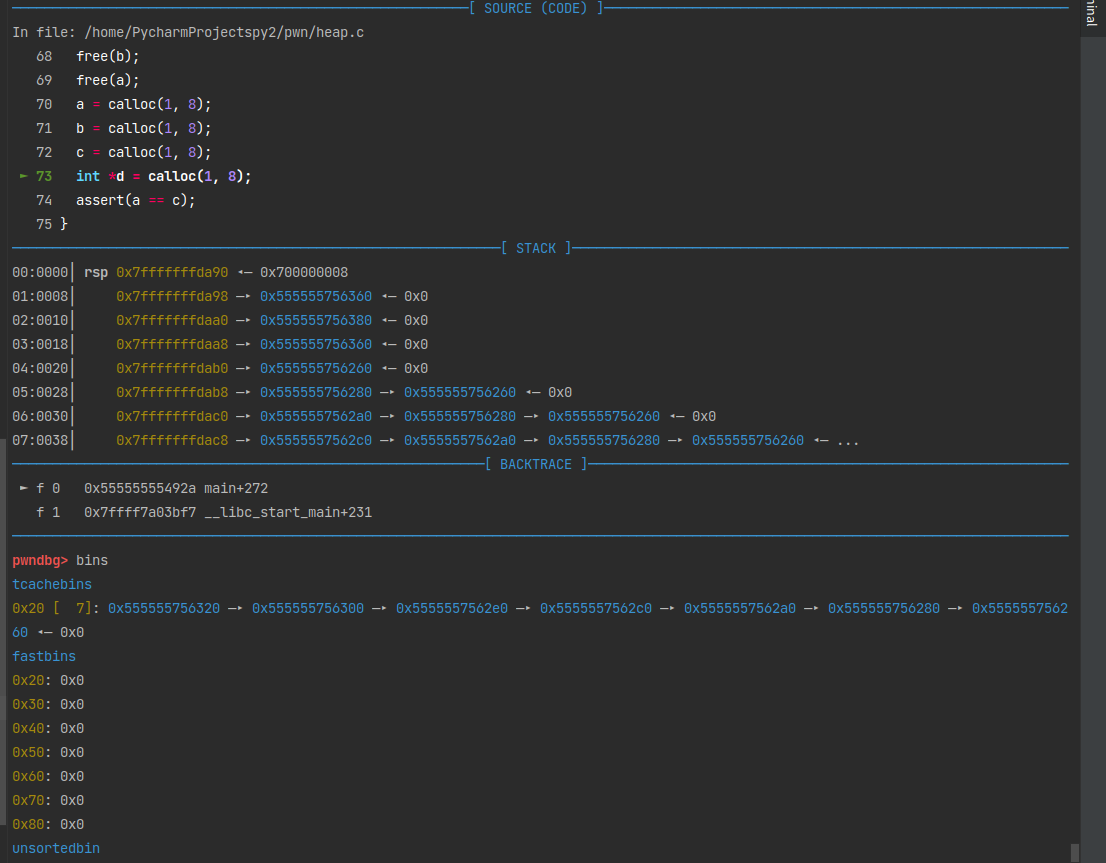 [ SOURCE (CODE) ]
In file: /home/PycharmProjectspy2/pwn/heap.c
68   free(b);
69   free(a);
70   a = calloc(1, 8);
71   b = calloc(1, 8);
72   c = calloc(1, 8);
► 73   int *d = calloc(1, 8);
74   assert(a == c);
75 }
[ STACK ]
00:0000│ rsp 0x7fffffffda90 ◂— 0x700000008
01:0008│     0x7fffffffda98 —▸ 0x555555756360 ◂— 0x0
02:0010│     0x7fffffffdaa0 —▸ 0x555555756380 ◂— 0x0
03:0018│     0x7fffffffdaa8 —▸ 0x555555756360 ◂— 0x0
04:0020│     0x7fffffffdab0 —▸ 0x555555756260 ◂— 0x0
05:0028│     0x7fffffffdab8 —▸ 0x555555756280 —▸ 0x555555756260 ◂— 0x0
06:0030│     0x7fffffffdac0 —▸ 0x5555557562a0 —▸ 0x555555756280 —▸ 0x555555756260 ◂— 0x0
07:0038│     0x7fffffffdac8 —▸ 0x5555557562c0 —▸ 0x5555557562a0 —▸ 0x555555756280 —▸ 0x555555756260 ◂— ...
[ BACKTRACE ]
► f 0   0x55555555492a main+272
f 1   0x7ffff7a03bf7 __libc_start_main+231
pwndbg> bins
tcachebins
0x20 [  7]: 0x555555756320 —▸ 0x555555756300 —▸ 0x5555557562e0 —▸ 0x5555557562c0 —▸ 0x5555557562a0 —▸ 0x555555756280 —▸ 0x5555557562
60 ◂— 0x0
fastbins
0x20: 0x0
0x30: 0x0
0x40: 0x0
0x50: 0x0
0x60: 0x0
0x70: 0x0
0x80: 0x0
unsortedbin